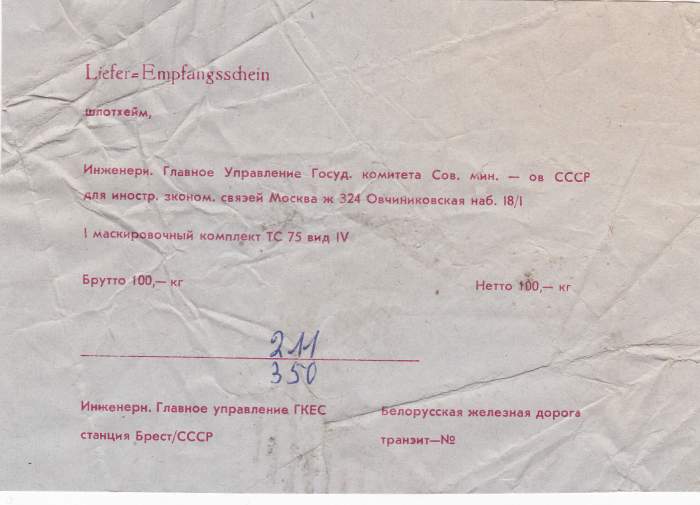 Liefer=Empfangsschein
шлотхейм,
Инженерн. Главное Управление Госуд. комитета Сов. мин. — ов СССР
для иностр. зконом. связей Москва ж 324 Овчиниковская наб. 18/I
I маскировочный комплект ТС 75 вид IV
Брутто 100,— кг Нетто 100,— кг
211
350
Инженерн. Главное управление ГКЕС Белорусская железная дорога
станция Брест/СССР транзит—№